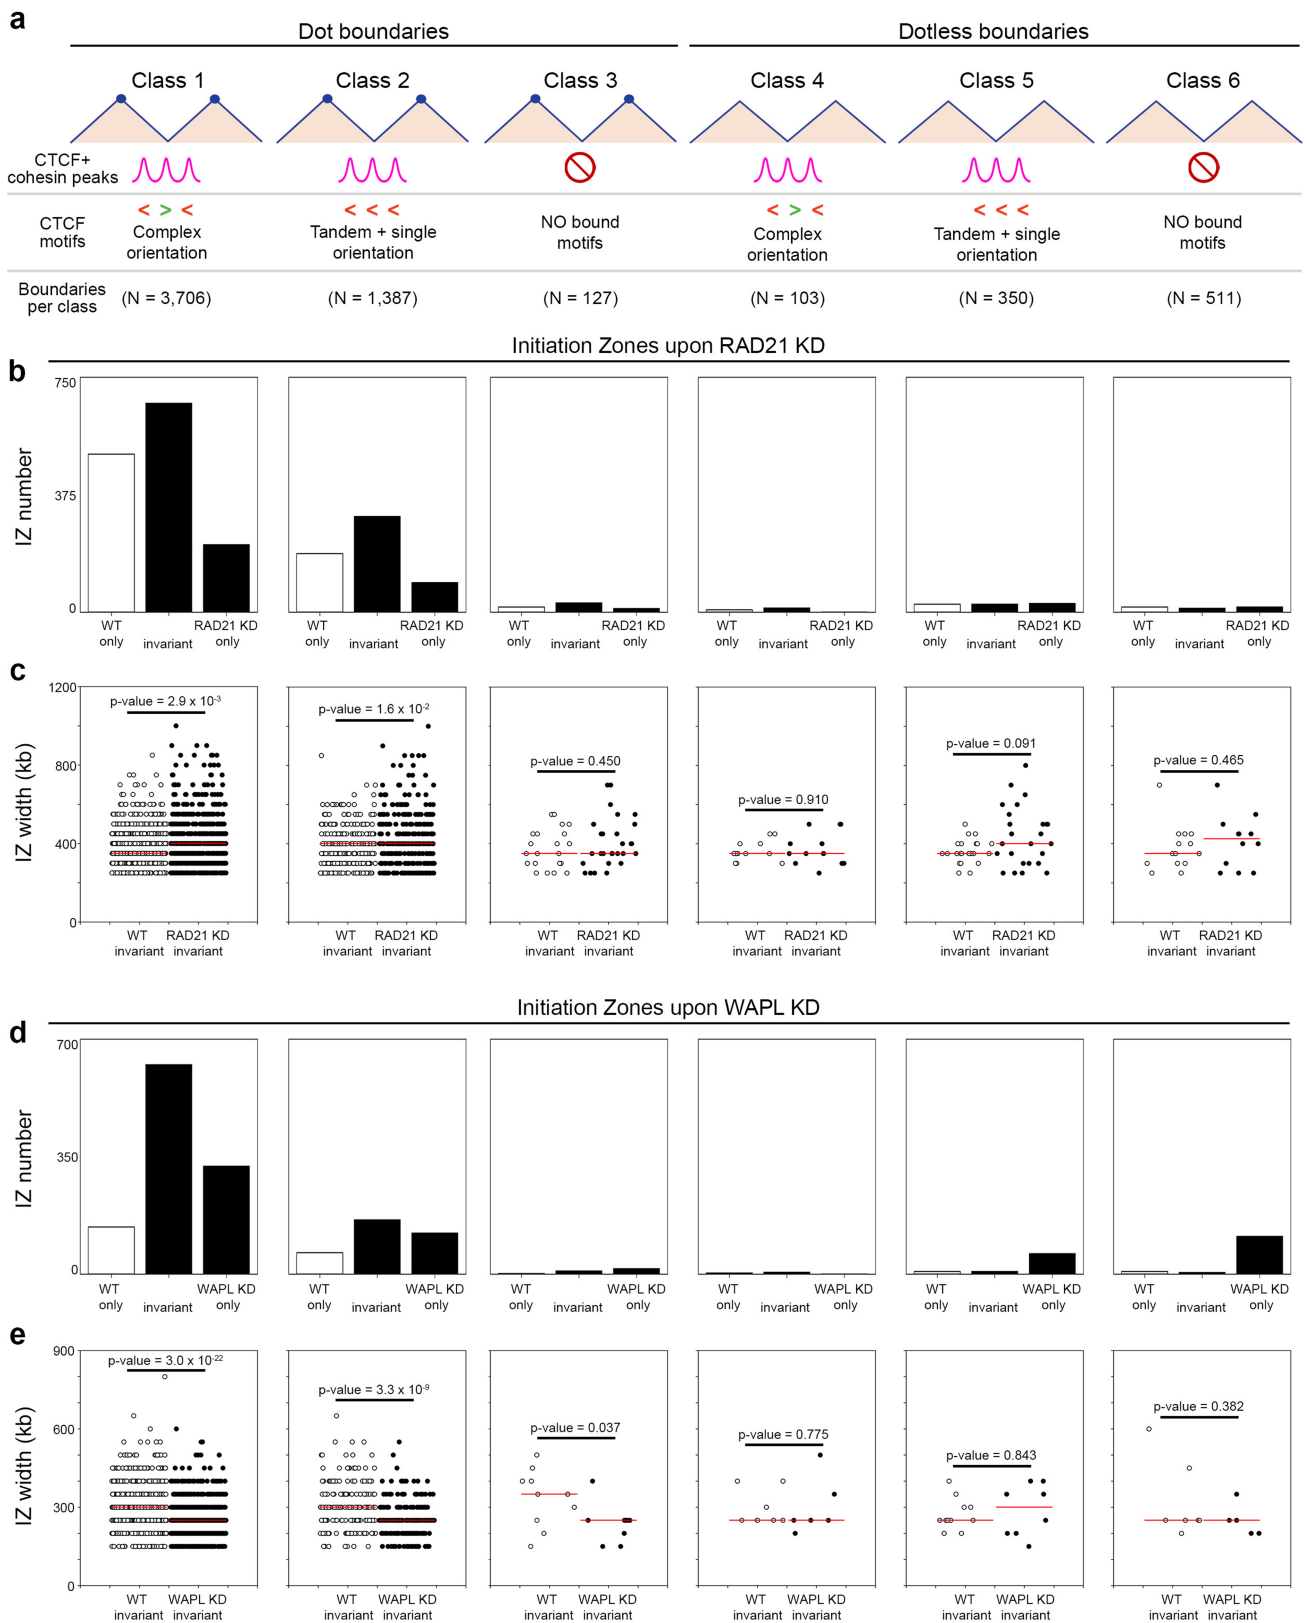 a
Dot boundaries
Dotless boundaries
Class 1
Class 2
Class 3
Class 4
Class 5
Class 6
CTCF+
cohesin peaks
CTCF
motifs
< > <
< < <
< > <
< < <
Complex
orientation
Tandem + single
orientation
NO bound
motifs
Complex
orientation
Tandem + single
orientation
NO bound
motifs
Boundaries
per class
(N = 3,706)
(N = 1,387)
(N = 127)
(N = 103)
(N = 350)
(N = 511)
Initiation Zones upon RAD21 KD
b
IZ number
750
375
0
WT
only
invariant
RAD21 KD
only
WT
only
invariant
RAD21 KD
only
WT
only
invariant
RAD21 KD
only
WT
only
invariant
RAD21 KD
only
WT
only
invariant
RAD21 KD
only
WT
only
invariant
RAD21 KD
only
c
IZ width (kb)
1200
800
400
0
p-value = 2.9 x 10-3
p-value = 1.6 x 10-2
p-value = 0.450
p-value = 0.910
p-value = 0.091
p-value = 0.465
WT
invariant
RAD21 KD
invariant
WT
invariant
RAD21 KD
invariant
WT
invariant
RAD21 KD
invariant
WT
invariant
RAD21 KD
invariant
WT
invariant
RAD21 KD
invariant
WT
invariant
RAD21 KD
invariant
Initiation Zones upon WAPL KD
d
IZ number
700
350
0
WT
only
invariant
WAPL KD
only
WT
only
invariant
WAPL KD
only
WT
only
invariant
WAPL KD
only
WT
only
invariant
WAPL KD
only
WT
only
invariant
WAPL KD
only
WT
only
invariant
WAPL KD
only
e
IZ width (kb)
900
600
300
0
p-value = 3.0 x 10-22
p-value = 3.3 x 10-9
p-value = 0.037
p-value = 0.775
p-value = 0.843
p-value = 0.382
WT
invariant
WAPL KD
invariant
WT
invariant
WAPL KD
invariant
WT
invariant
WAPL KD
invariant
WT
invariant
WAPL KD
invariant
WT
invariant
WAPL KD
invariant
WT
invariant
WAPL KD
invariant